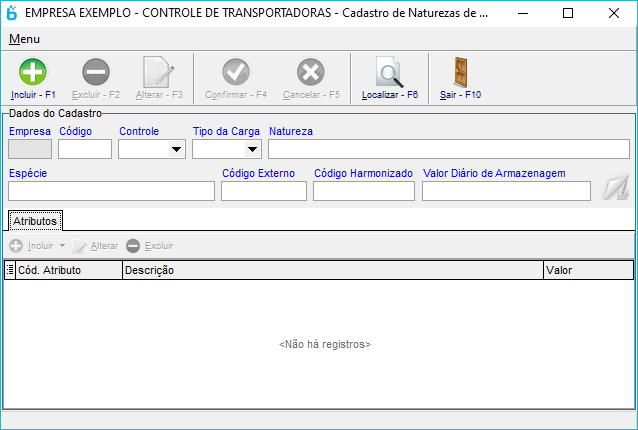 EMPRESA EXEMPLO - CONTROLE DE TRANSPORTADORAS - Cadastro de Naturezas de ...
Menu
Incluir - F1 Excluir - F2 Alterar - F3 Confirmar - F4 Cancelar - F5 Localizar - F6 Sair - F10
Dados do Cadastro
Empresa Código Controle Tipo da Carga Natureza
Espécie Código Externo Código Harmonizado Valor Diário de Armazenagem
Atributos
Incluir Alterar Excluir
Cód. Atributo Descrição Valor
<Não há registros>